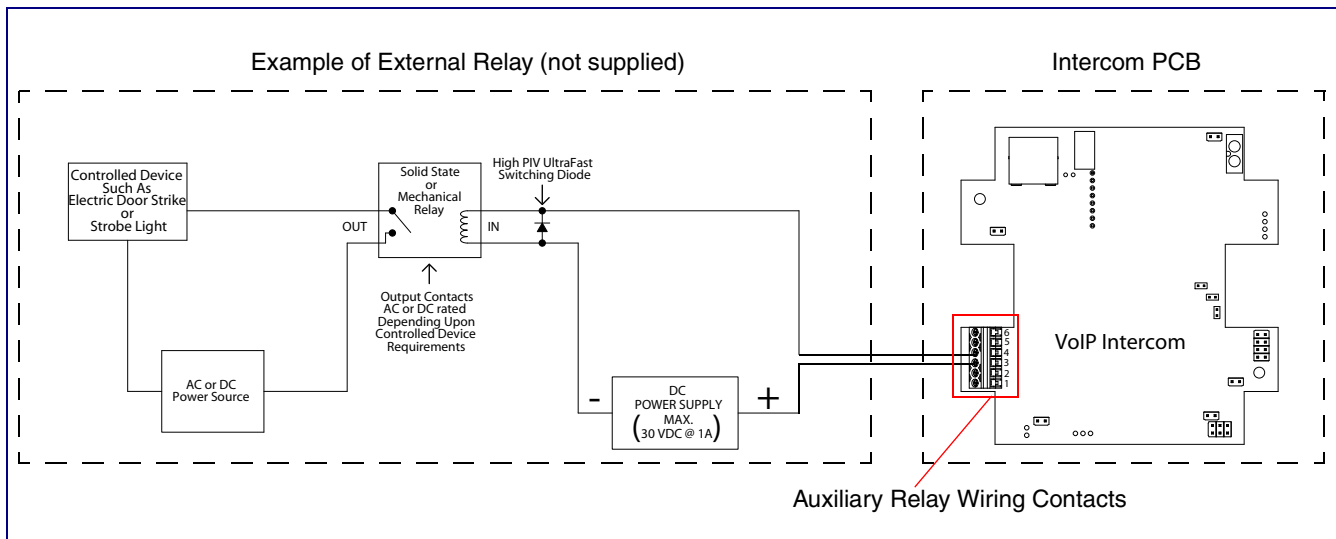 Example of External Relay (not supplied)
Intercom PCB
Controlled Device
Such As
Electric Door Strike
or
Strobe Light
Solid State
or
Mechanical
Relay
OUT
IN
High PIV UltraFast
Switching Diode
Output Contacts
AC or DC rated
Depending Upon
Controlled Device
Requirements
AC or DC
Power Source
-
DC
POWER SUPPLY
MAX.
(30 VDC @ 1A)
+
6
5
4
3
2
1
VoIP Intercom
Auxiliary Relay Wiring Contacts